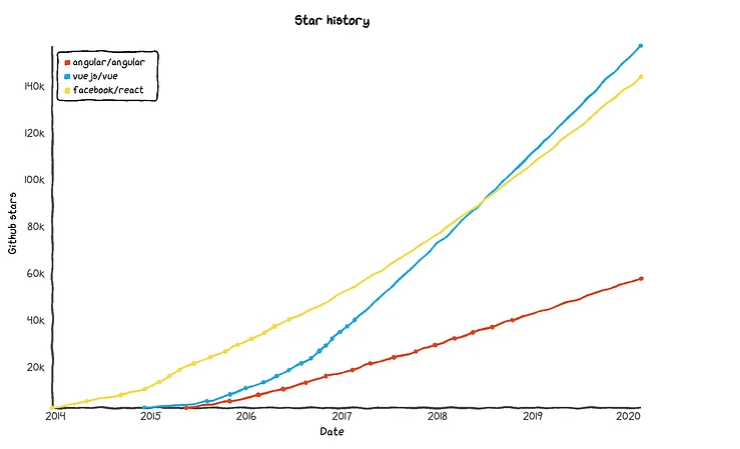 Star history
angular/angular
vuejs/vue
facebook/react
140k
120k
100k
80k
60k
40k
20k
Github stars
2014 2015 2016 2017 2018 2019 2020
Date